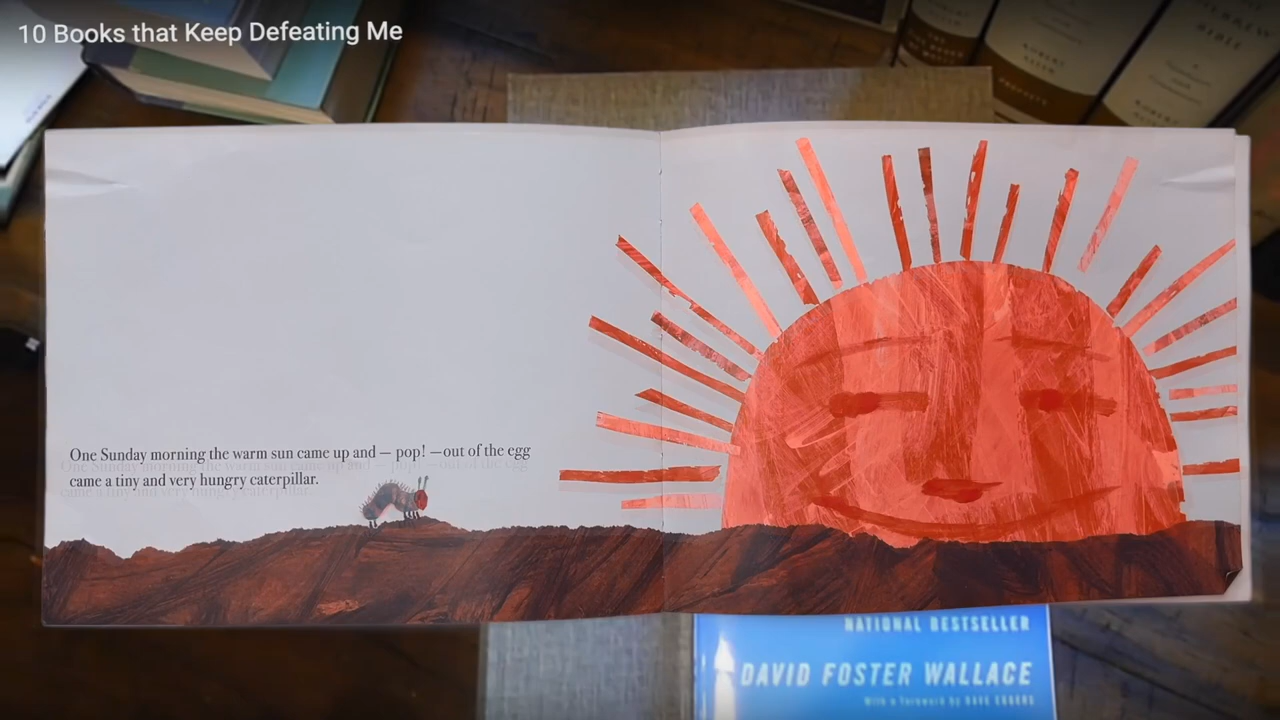 10 Books that Keep Defeating Me
One Sunday morning the warm sun came up and — pop! —out of the egg
came a tiny and very hungry caterpillar.
NATIONAL BESTSELLER
DAVID FOSTER WALLACE
With a foreword by DAVE EGGERS